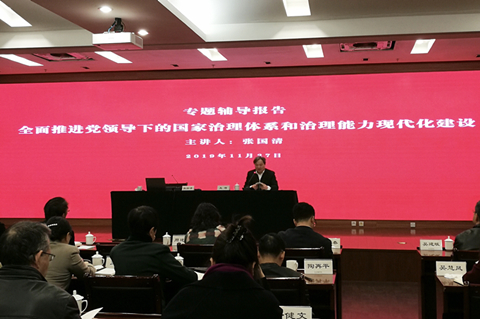 专题辅导报告
全面推进党领导下的国家治理体系和治理能力现代化建设
主讲人：张国清
2019年11月27日
陶再平
健文